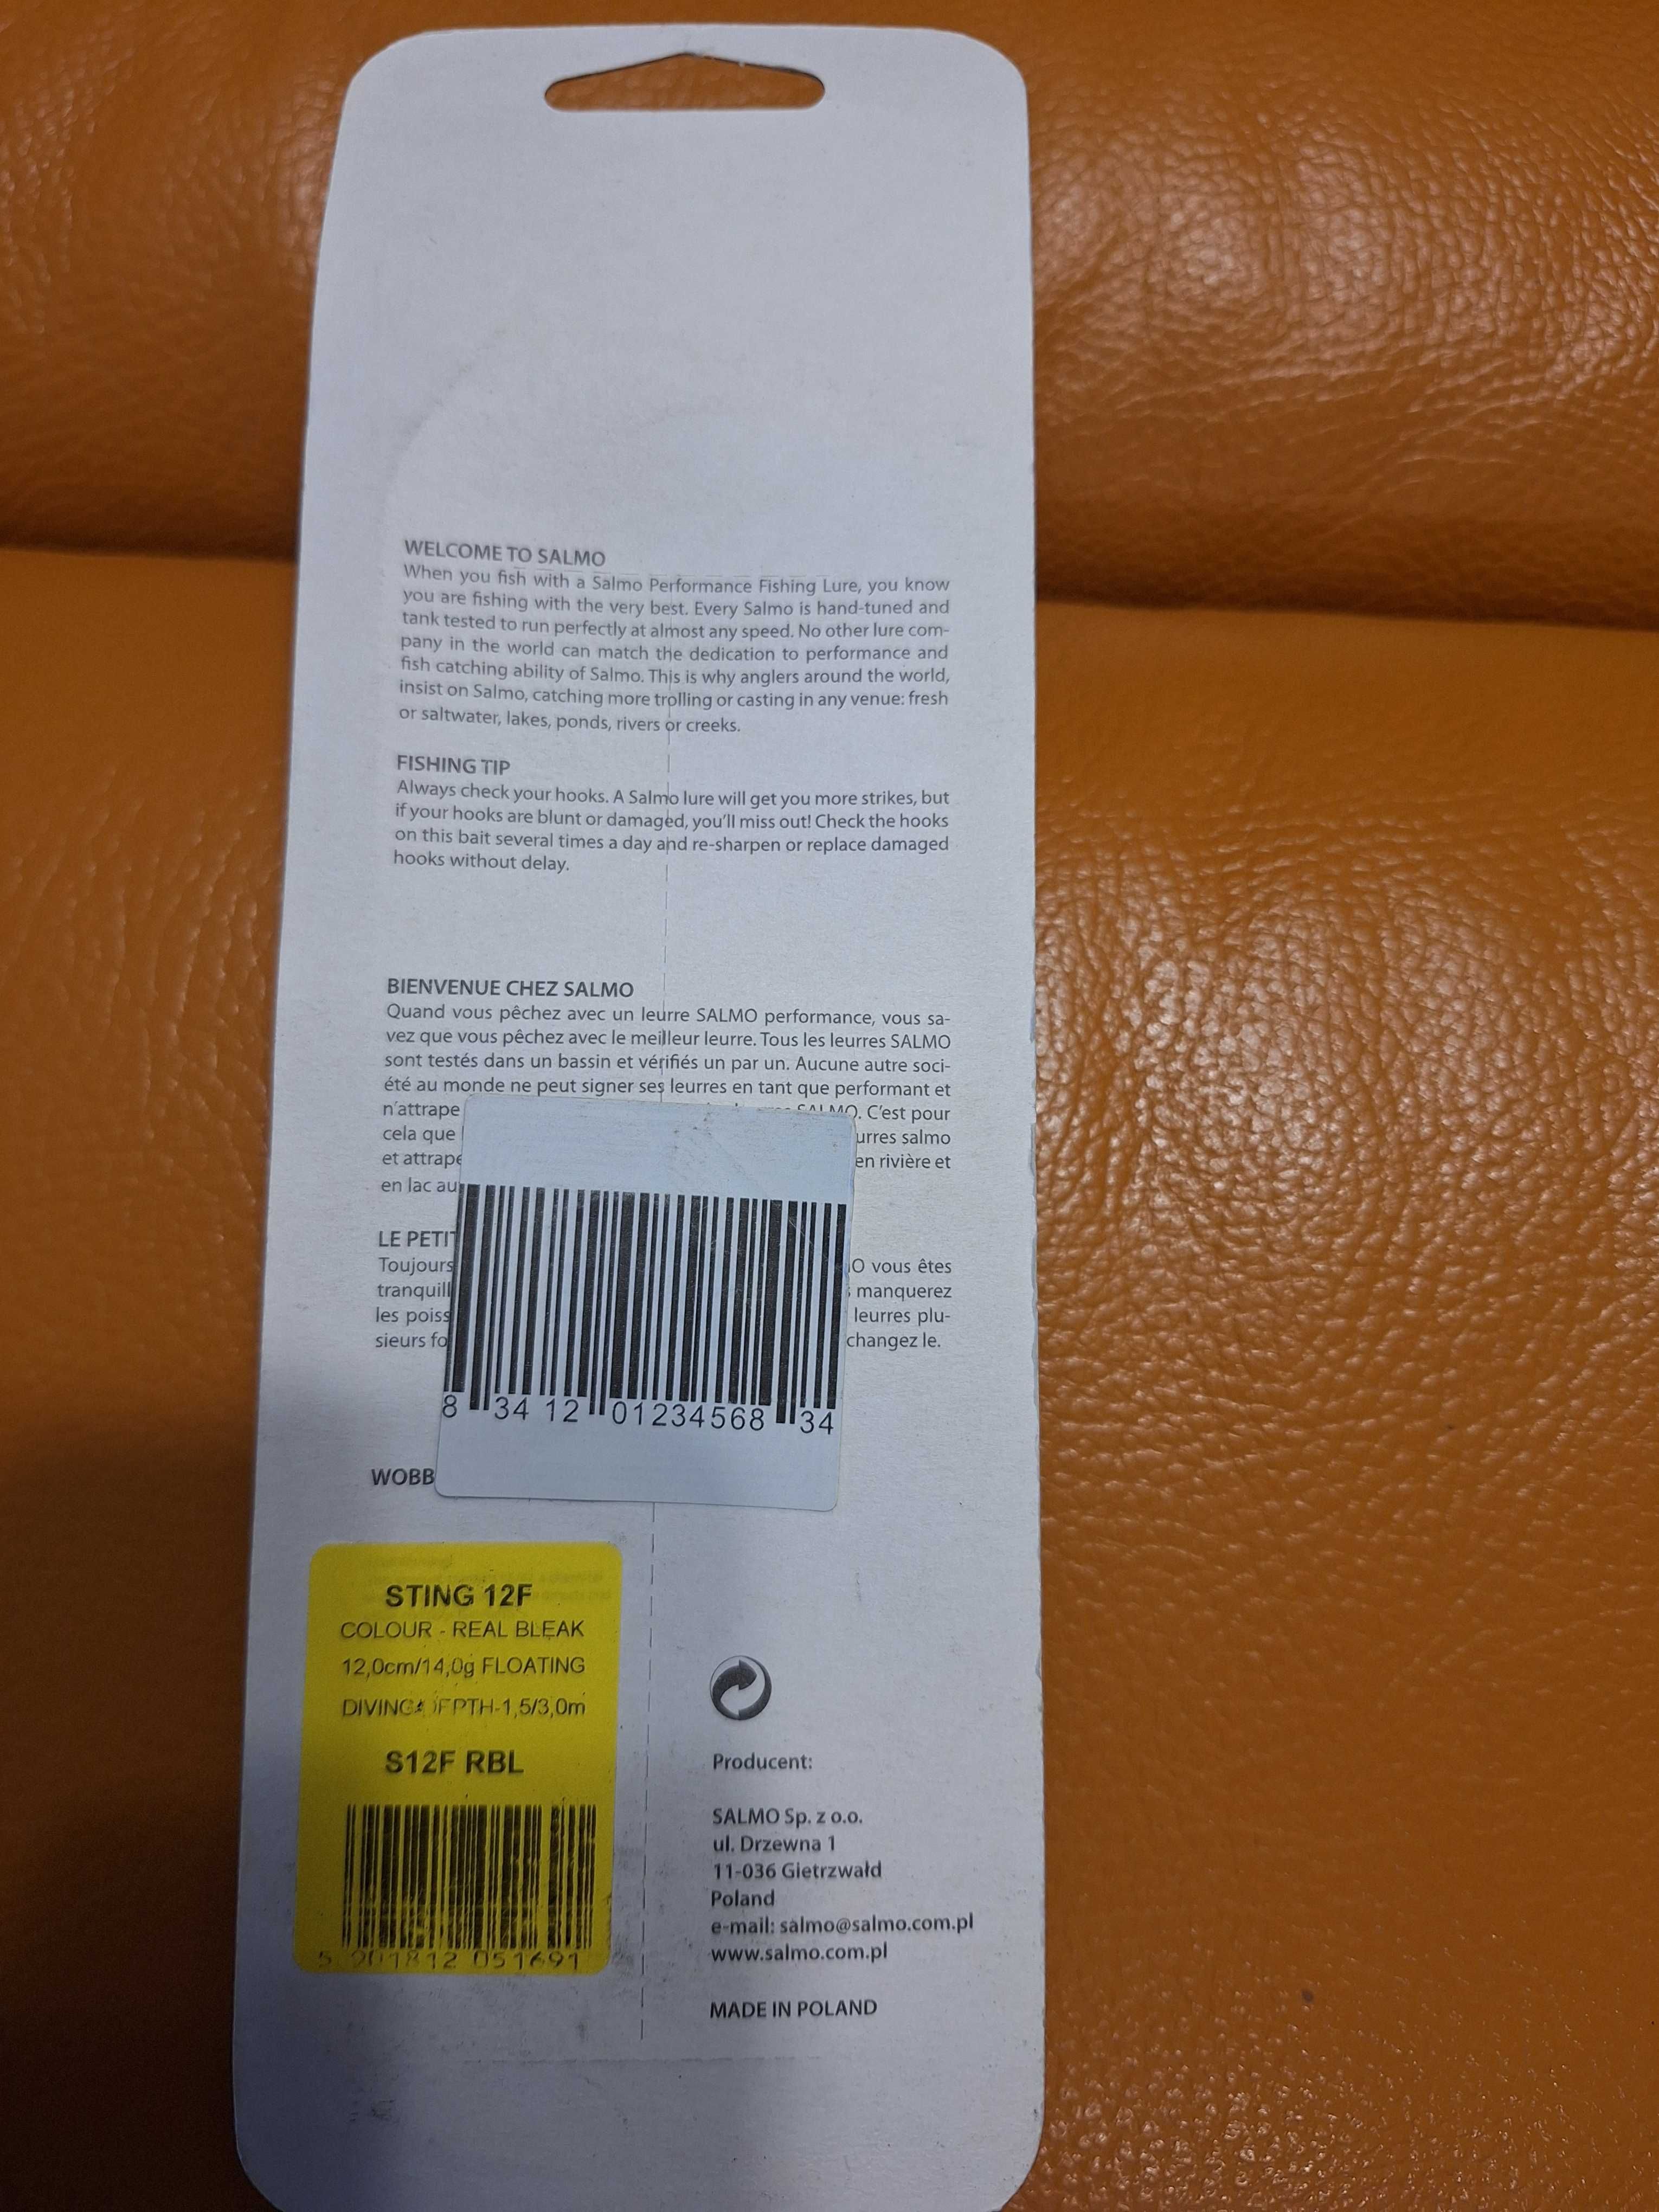 WELCOME TO SALMO
When you fish with a Salmo Performance Fishing Lure, you know
you are fishing with the very best. Every Salmo is hand-tuned and
tank tested to run perfectly at almost any speed. No other lure com-
pany in the world can match the dedication to performance and
fish catching ability of Salmo. This is why anglers around the world,
insist on Salmo, catching more trolling or casting in any venue: fresh
or saltwater, lakes, ponds, rivers or creeks.
FISHING TIP
Always check your hooks. A Salmo lure will get you more strikes, but
if your hooks are blunt or damaged, you'll miss out! Check the hooks
on this bait several times a day and re-sharpen or replace damaged
hooks without delay.
BIENVENUE CHEZ SALMO
Quand vous pêchez avec un leurre SALMO performance, vous sa-
vez que vous pêchez avec le meilleur leurre. Tous les leurres SALMO
sont testés dans un bassin et vérifiés un par un. Aucune autre soci-
été au monde ne peut signer ses leurres en tant que performant et
n'attrape SALMO. C'est pour
cela que urres salmo
et attrape en rivière et
en lac au
LE PETIT
Toujours O vous êtes
tranquill manquerez
les poiss leurres plu-
sieurs fo changez le.
8 34 12 01234568 34
WOBB
STING 12F
COLOUR - REAL BLEAK
12,0cm/14,0g FLOATING
DIVING DEPTH-1,5/3,0m
S12F RBL
5 901812 051691
Producent:
SALMO Sp. z o.o.
ul. Drzewna 1
11-036 Gietrzwałd
Poland
e-mail: salmo@salmo.com.pl
www.salmo.com.pl
MADE IN POLAND